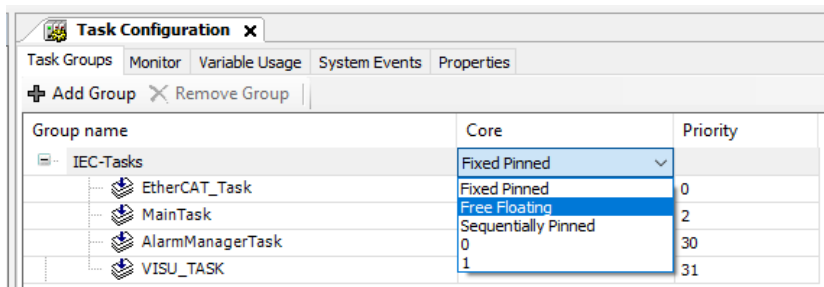 Task Configuration
Task Groups Monitor Variable Usage System Events Properties
Add Group Remove Group
Group name Core Priority
IEC-Tasks Fixed Pinned
EtherCAT_Task Fixed Pinned 0
MainTask Free Floating 2
Sequentially Pinned
AlarmManagerTask 0 30
VISU_TASK 1 31